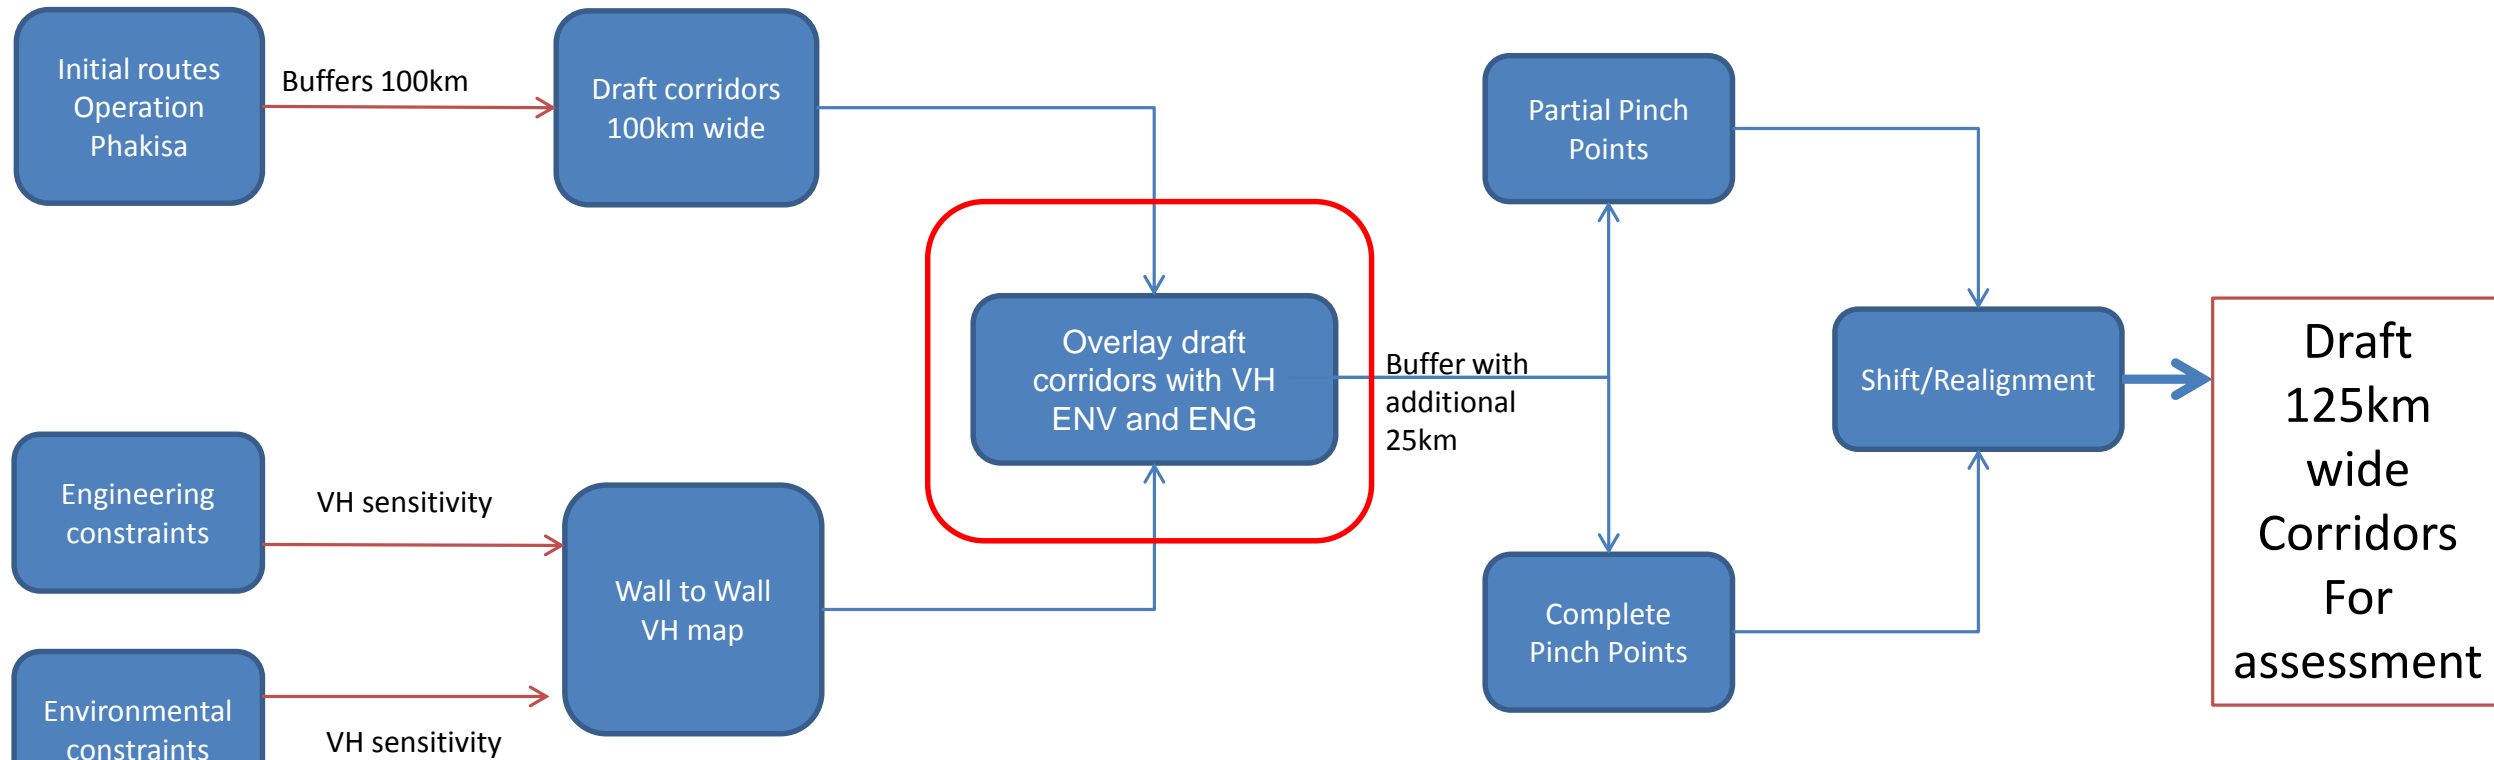 Initial routes
Operation
Phakisa
Buffers 100km
Draft corridors
100km wide
Partial Pinch
Points
Overlay draft
corridors with VH
ENV and ENG
Buffer with
additional
25km
Shift/Realignment
Draft
125km
wide
Corridors
For
assessment
Engineering
constraints
VH sensitivity
Wall to Wall
VH map
Complete
Pinch Points
Environmental
constraints
VH sensitivity